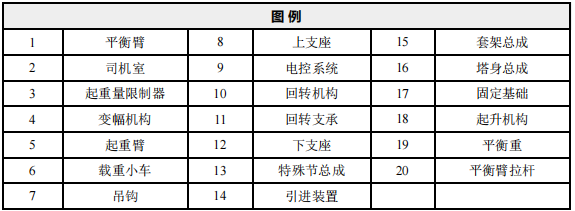 图例
1 平衡臂 8 上支座 15 套架总成
2 司机室 9 电控系统 16 塔身总成
3 起重量限制器 10 回转机构 17 固定基础
4 变幅机构 11 回转支承 18 起升机构
5 起重臂 12 下支座 19 平衡重
6 载重小车 13 特殊节总成 20 平衡臂拉杆
7 吊钩 14 引进装置